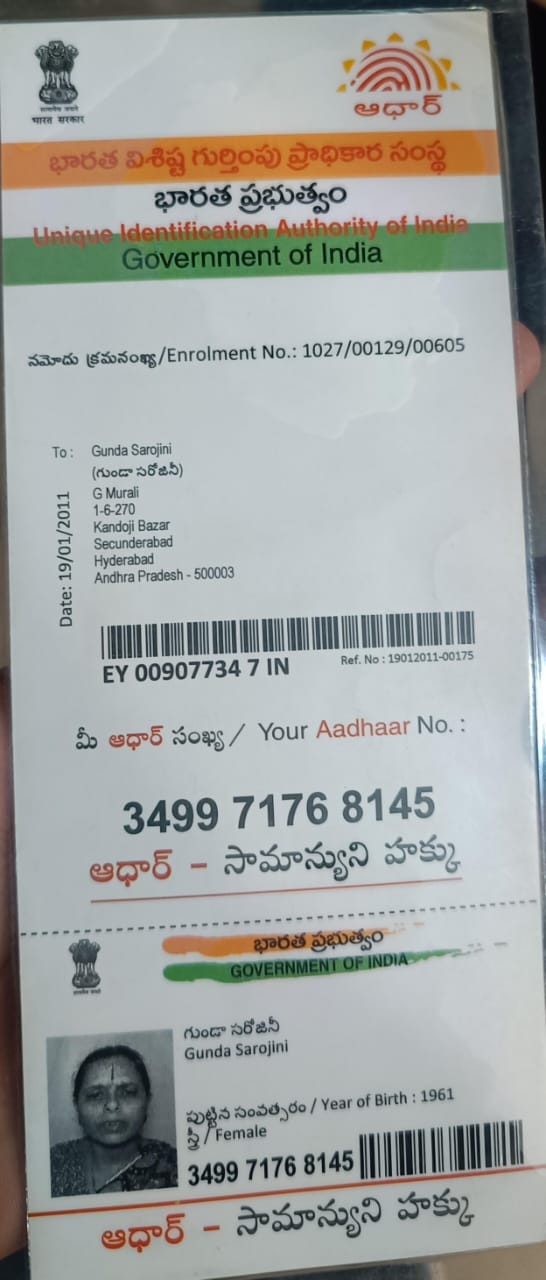 भारत सरकार
ఆధార్
భారత విశిష్ట గుర్తింపు ప్రాధికార సంస్థ
భారత ప్రభుత్వం
Unique Identification Authority of India
Government of India
నమోదు క్రమసంఖ్య/Enrolment No.: 1027/00129/00605
To : Gunda Sarojini
(గుండా సరోజినీ)
G Murali
1-6-270
Kandoji Bazar
Secunderabad
Hyderabad
Andhra Pradesh - 500003
Date: 19/01/2011
EY 00907734 7 IN
Ref. No : 19012011-00175
మీ ఆధార్ సంఖ్య / Your Aadhaar No. :
3499 7176 8145
ఆధార్ – సామాన్యుని హక్కు
భారత ప్రభుత్వం
GOVERNMENT OF INDIA
గుండా సరోజినీ
Gunda Sarojini
పుట్టిన సంవత్సరం / Year of Birth : 1961
స్త్రీ / Female
3499 7176 8145
ఆధార్ – సామాన్యుని హక్కు